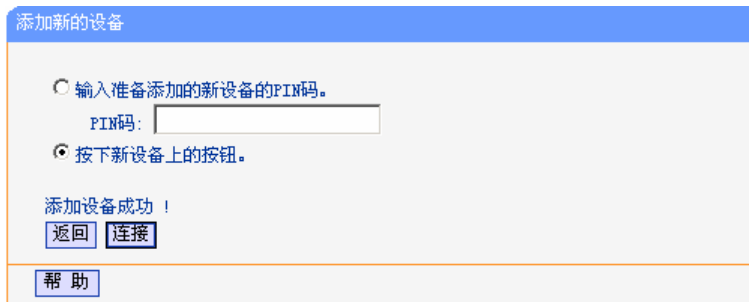 添加新的设备
输入准备添加的新设备的PIN码。
PIN码:
按下新设备上的按钮。
添加设备成功 !
返回 连接
帮 助